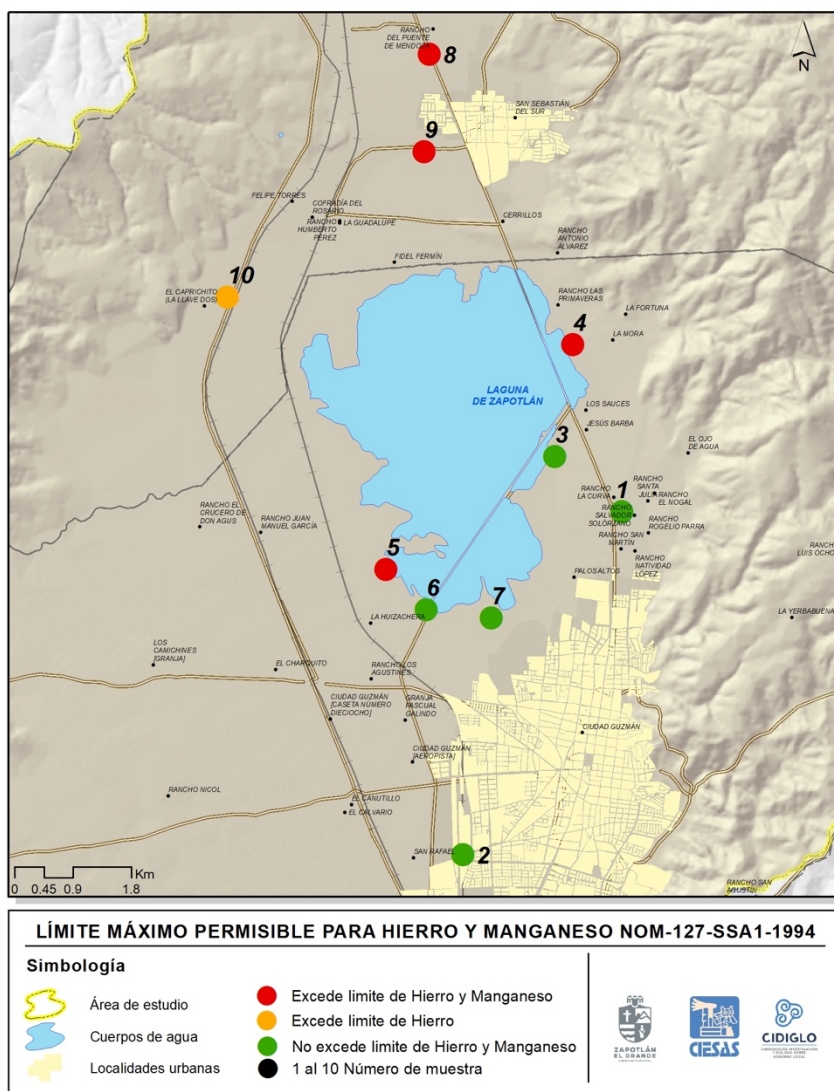 RANCHO
DEL PUENTE
DE MENDOZA
8
N
SAN SEBASTIÁN
DEL SUR
9
FELIPE TORRES
COFRADÍA DEL
ROSARIO
RANCHO
HUMBERTO
PÉREZ
LA GUADALUPE
CERRILLOS
RANCHO
ANTONIO
ÁLVAREZ
FIDEL FERMÍN
10
EL CAPRICHITO
(LA LLAVE DOS)
RANCHO LAS
PRIMAVERAS
LA FORTUNA
4
LA MORA
LAGUNA
DE ZAPOTLÁN
LOS SAUCES
JESÚS BARBA
3
EL OJO
DE AGUA
RANCHO
LA CURVA
1
RANCHO
SANTA
JULIA
RANCHO
EL NOGAL
RANCHO
SALVADOR
SOLÓRZANO
RANCHO
ROGELIO PARRA
RANCHO EL
CRUCERO DE
DON AGUS
RANCHO JUAN
MANUEL GARCÍA
RANCHO SAN
MARTÍN
RANCHO
NATIVIDAD
LÓPEZ
RANCHO
LUIS OCHO
5
PALOS ALTOS
6
7
LA HUIZACHERA
LA YERBABUENA
LOS
CAMICHINES
[GRANJA]
EL CHARQUITO
RANCHO LOS
AGUSTINES
CIUDAD GUZMÁN
[CASETA NÚMERO
DIECIOCHO]
GRANJA
PASCUAL
GALINDO
CIUDAD GUZMÁN
CIUDAD GUZMÁN
[AEROPISTA]
RANCHO NICOL
EL CANUTILLO
EL CALVARIO
SAN RAFAEL
2
Km
0 0.45 0.9 1.8
RANCHO SAN
AGUSTÍN
LÍMITE MÁXIMO PERMISIBLE PARA HIERRO Y MANGANESO NOM-127-SSA1-1994
Simbología
Área de estudio
Cuerpos de agua
Localidades urbanas
Excede limite de Hierro y Manganeso
Excede limite de Hierro
No excede limite de Hierro y Manganeso
1 al 10 Número de muestra
ZAPOTLÁN
EL GRANDE
CIESAS
CIDIGLO